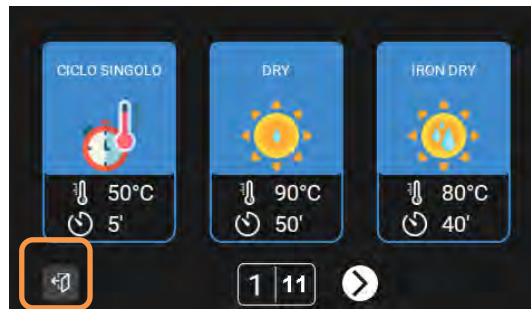 CICLO SINGOLO
50°C
5'
DRY
90°C
50'
IRON DRY
80°C
40'
1 11